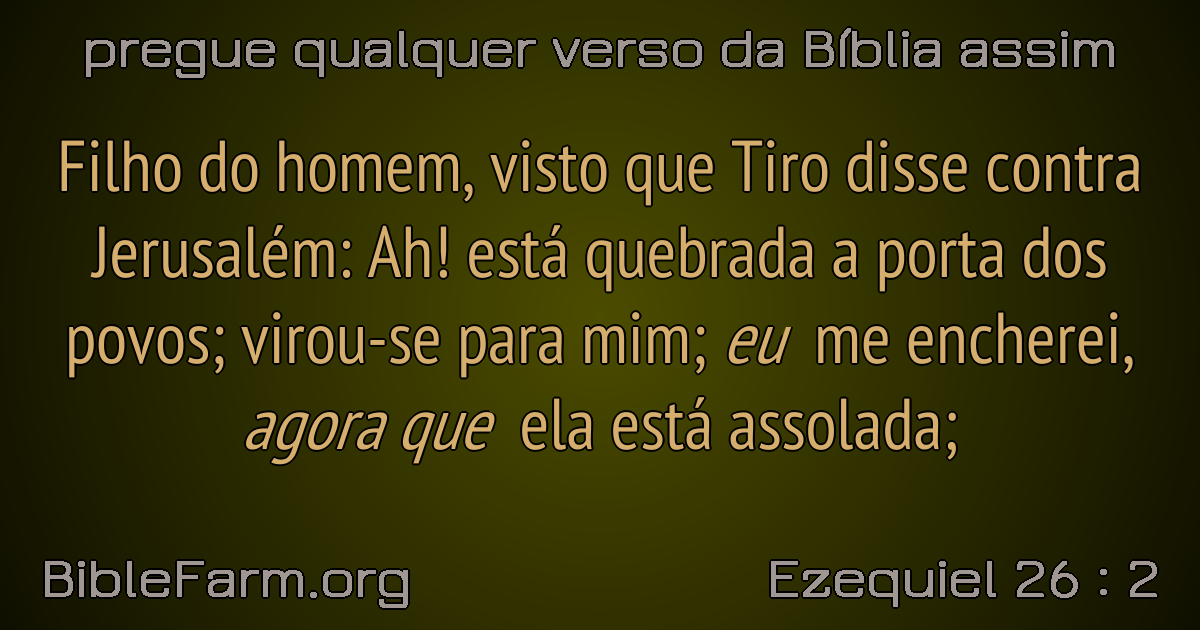 pregue qualquer verso da Bíblia assim
Filho do homem, visto que Tiro disse contra
Jerusalém: Ah! está quebrada a porta dos
povos; virou-se para mim; eu me encherei,
agora que ela está assolada;
BibleFarm.org
Ezequiel 26 : 2